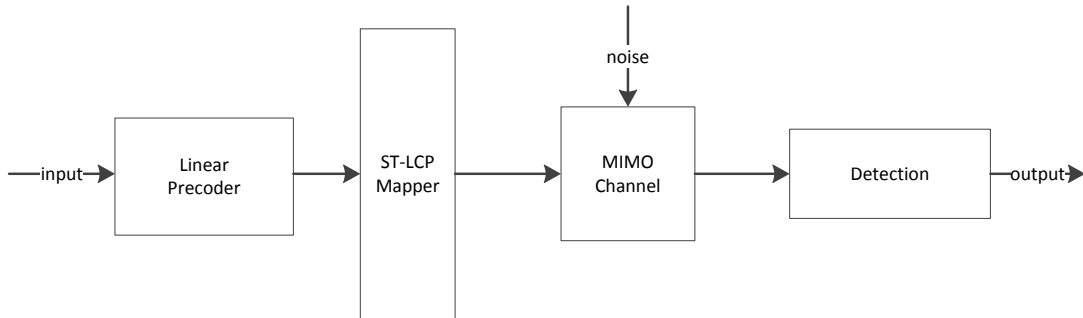 noise
input
Linear
Precoder
ST-LCP
Mapper
MIMO
Channel
Detection
output